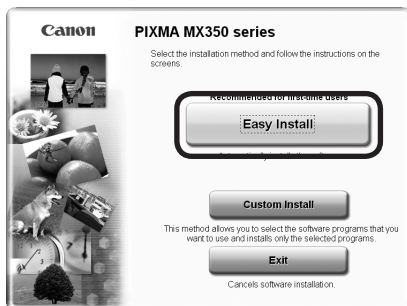 Canon
PIXMA MX350 series
Select the installation method and follow the instructions on the
screens.
Recommended for first-time users
Easy Install
Custom Install
This method allows you to select the software programs that you
want to use and installs only the selected programs.
Exit
Cancels software installation.